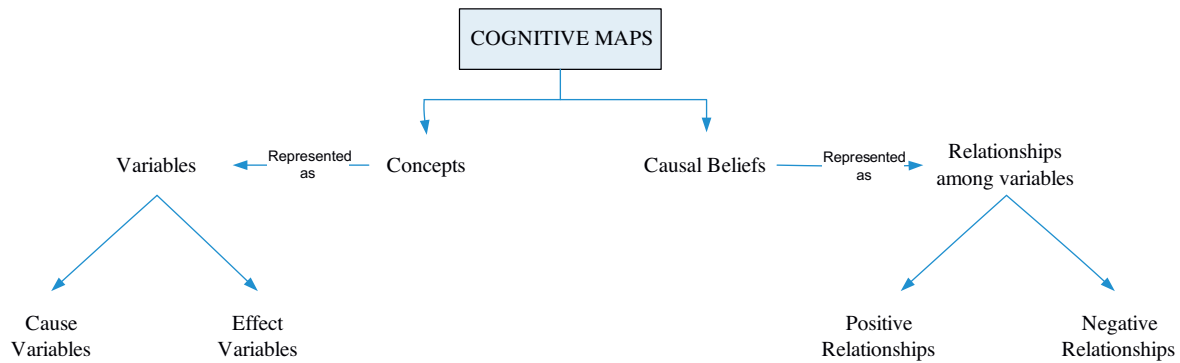 COGNITIVE MAPS
Variables
Represented
as
Concepts
Causal Beliefs
Represented
as
Relationships
among variables
Cause
Variables
Effect
Variables
Positive
Relationships
Negative
Relationships